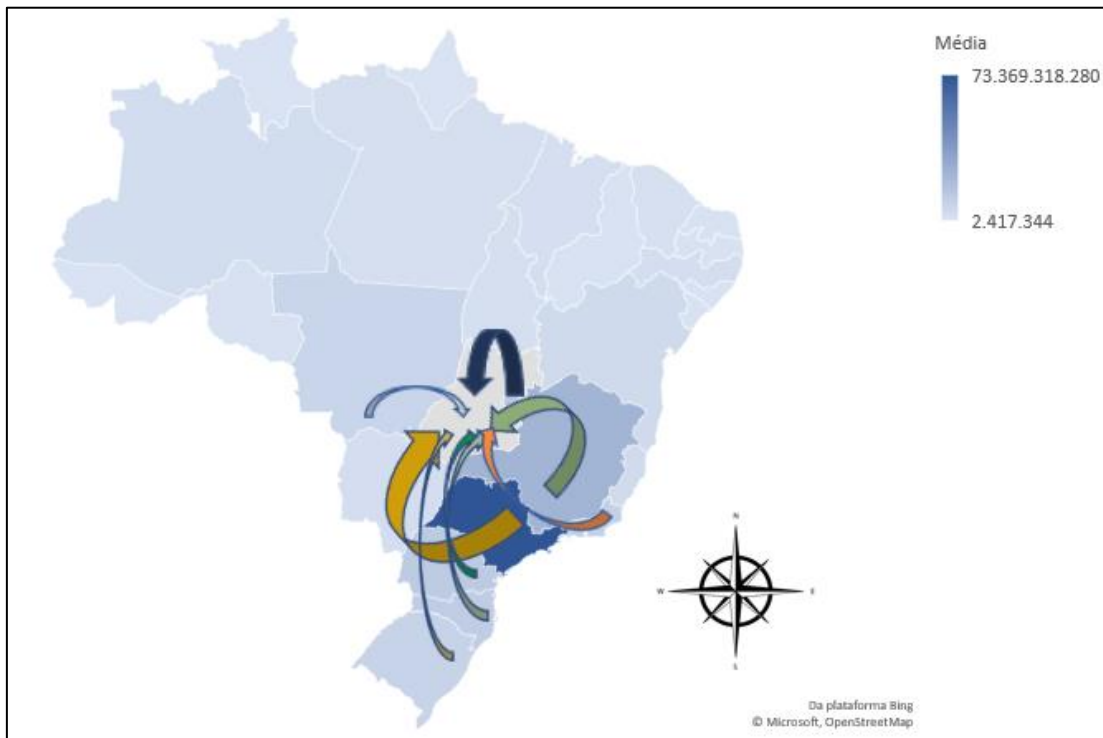 Média
73.369.318.280
2.417.344
N
W
E
L
Da plataforma Bing
© Microsoft, OpenStreetMap